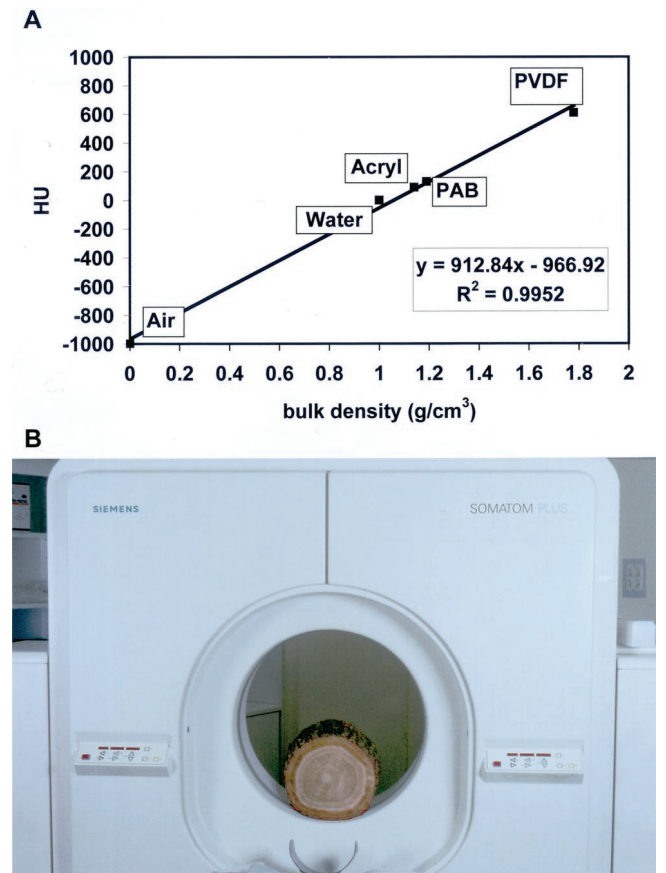 A
1000
800
600
400
200
0
-200
-400
-600
-800
-1000
HU
PVDF
Acryl
PAB
Water
Air
y = 912.84x - 966.92
R² = 0.9952
0 0.2 0.4 0.6 0.8 1 1.2 1.4 1.6 1.8 2
bulk density (g/cm³)
B
SIEMENS
SOMATOM PLUS